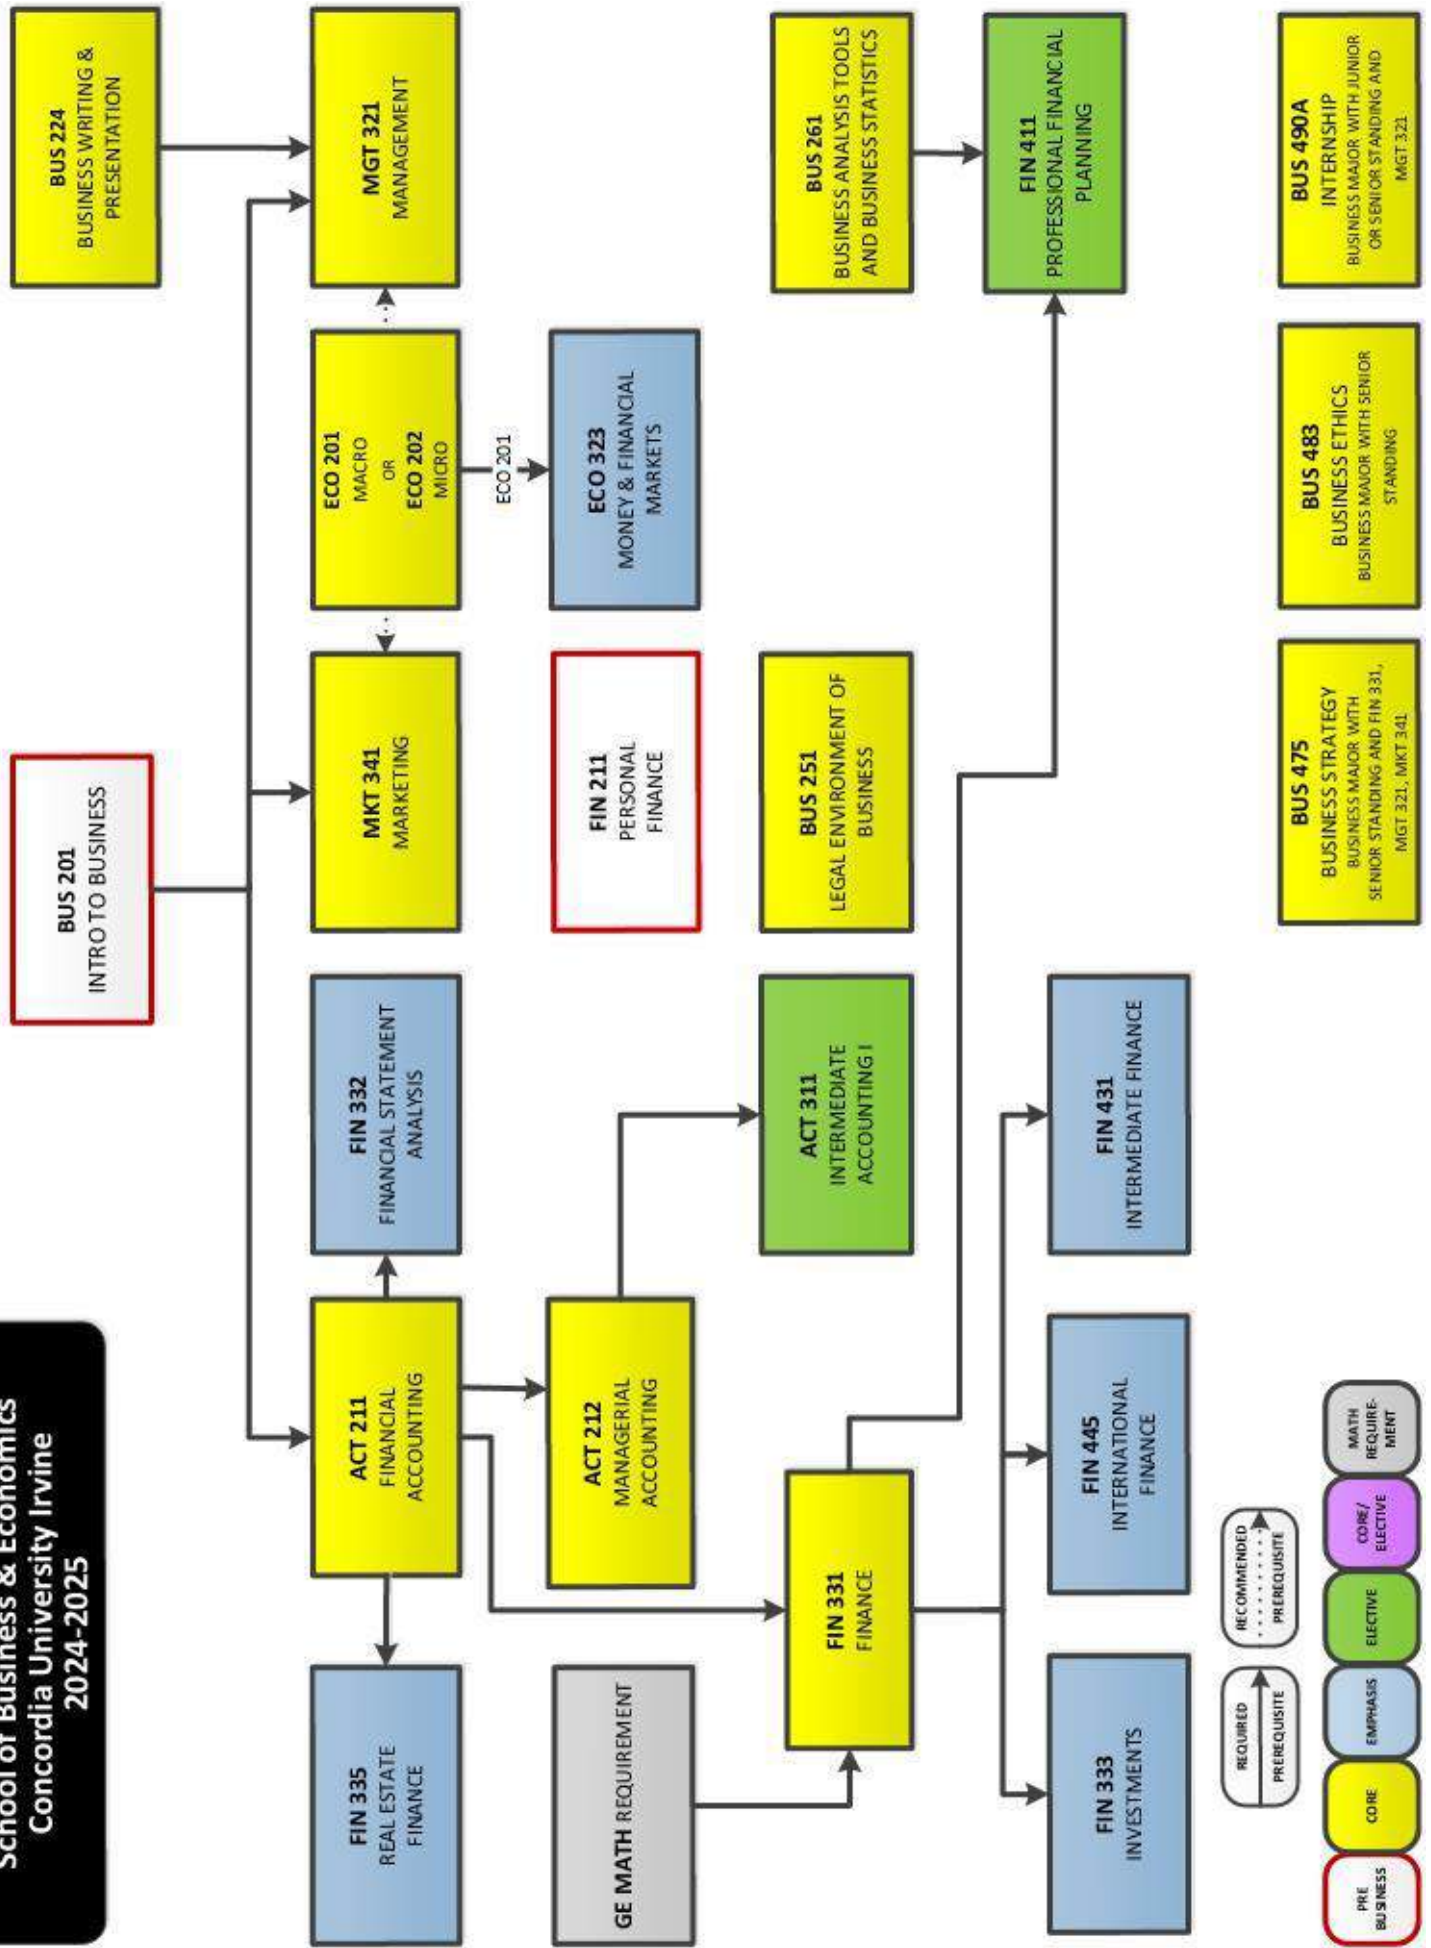 School of Business & Economics
Concordia University Irvine
2024-2025
BUS 201
INTRO TO BUSINESS
BUS 224
BUSINESS WRITING &
PRESENTATION
FIN 335
REAL ESTATE
FINANCE
ACT 211
FINANCIAL
ACCOUNTING
FIN 332
FINANCIAL STATEMENT
ANALYSIS
MKT 341
MARKETING
ECO 201
MACRO
OR
ECO 202
MICRO
MGT 321
MANAGEMENT
ECO 201
GE MATH REQUIREMENT
ACT 212
MANAGERIAL
ACCOUNTING
FIN 211
PERSONAL
FINANCE
ECO 323
MONEY & FINANCIAL
MARKETS
FIN 331
FINANCE
ACT 311
INTERMEDIATE
ACCOUNTING I
BUS 251
LEGAL ENVIRONMENT OF
BUSINESS
BUS 261
BUSINESS ANALYSIS TOOLS
AND BUSINESS STATISTICS
FIN 411
PROFESSIONAL FINANCIAL
PLANNING
FIN 333
INVESTMENTS
FIN 445
INTERNATIONAL
FINANCE
FIN 431
INTERMEDIATE FINANCE
REQUIRED
PREREQUISITE
RECOMMENDED
PREREQUISITE
BUS 475
BUSINESS STRATEGY
BUSINESS MAJOR WITH
SENIOR STANDING AND FIN 331,
MGT 321, MKT 341
BUS 483
BUSINESS ETHICS
BUSINESS MAJOR WITH SENIOR
STANDING
BUS 490A
INTERNSHIP
BUSINESS MAJOR WITH JUNIOR
OR SENIOR STANDING AND
MGT 321
PRE
BUSINESS
CORE
EMPHASIS
ELECTIVE
CORE/
ELECTIVE
MATH
REQUIRE-
MENT